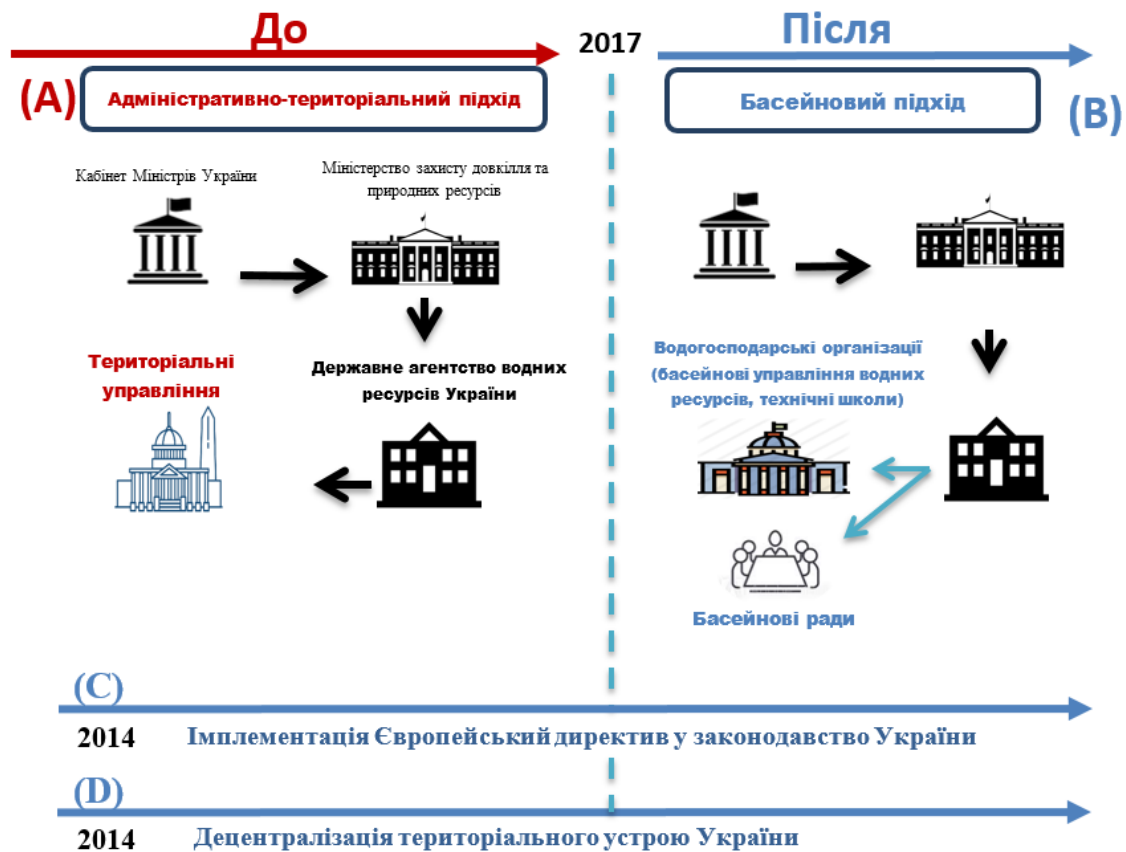 До
2017
Після
(А)
Адміністративно-територіальний підхід
Басейновий підхід
(В)
Кабінет Міністрів України
Міністерство захисту довкілля та
природних ресурсів
Територіальні
управління
Державне агентство водних
ресурсів України
Водогосподарські організації
(басейнові управління водних
ресурсів, технічні школи)
Басейнові ради
(C)
2014 Імплементація Європейський директив у законодавство України
(D)
2014 Децентралізація територіального устрою України